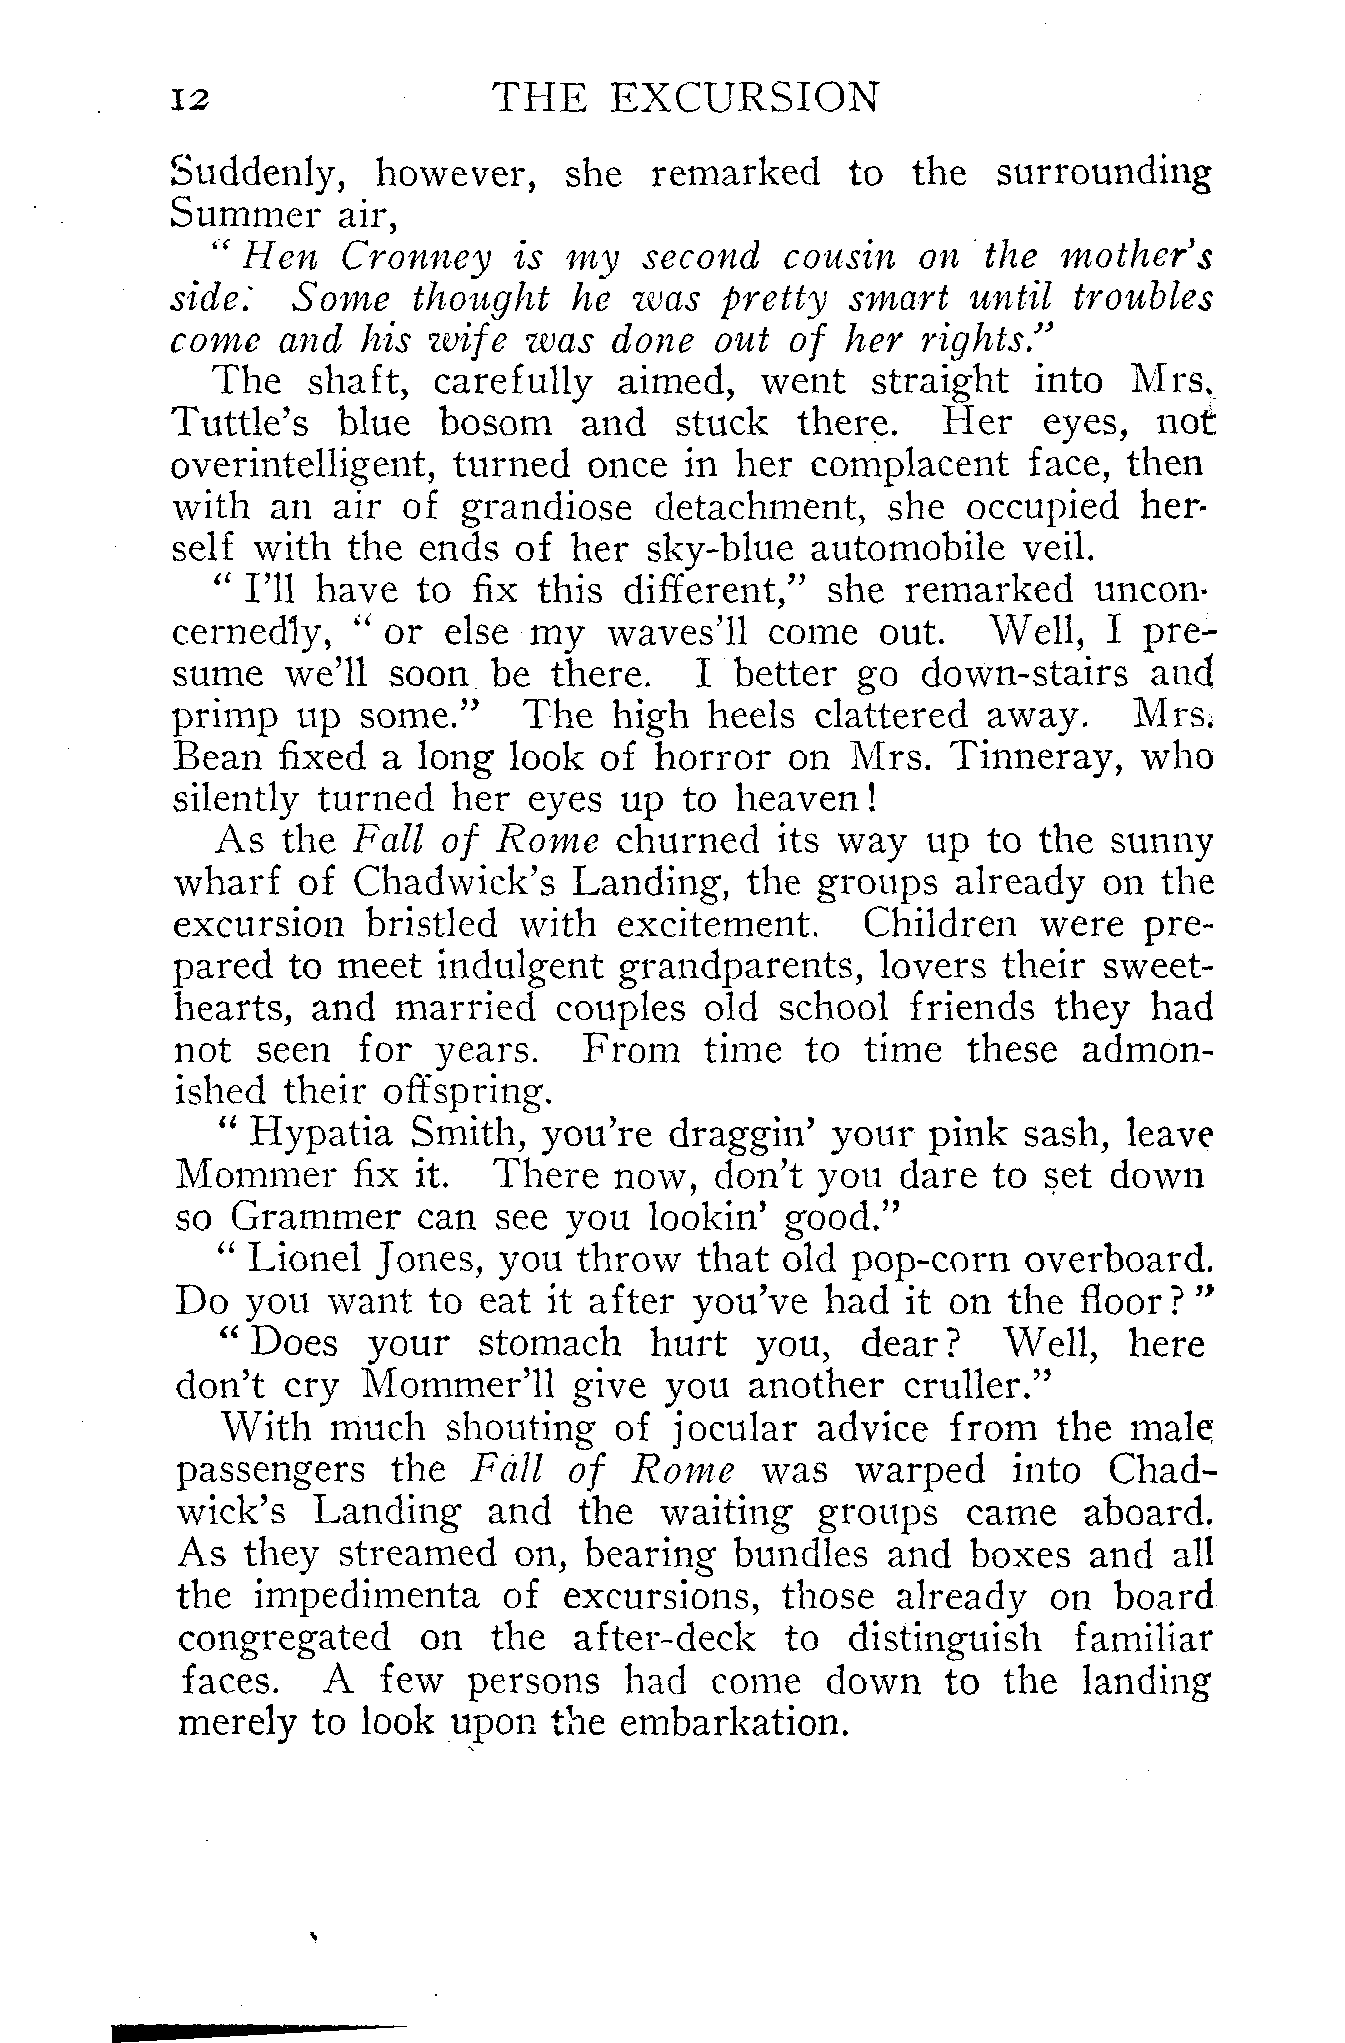 12 THE EXCURSION
Suddenly, however, she remarked to the surrounding
Summer air,
“ Hen Cronney is my second cousin on the mother's
side. Some thought he was pretty smart until troubles
come and his wife was done out of her rights.”
The shaft, carefully aimed, went straight into Mrs.
Tuttle's blue bosom and stuck there. Her eyes, not
overintelligent, turned once in her complacent face, then
with an air of grandiose detachment, she occupied her-
self with the ends of her sky-blue automobile veil.
“ I'll have to fix this different,” she remarked uncon-
cernedly, “ or else my waves'll come out. Well, I pre-
sume we'll soon be there. I better go down-stairs and
primp up some.” The high heels clattered away. Mrs.
Bean fixed a long look of horror on Mrs. Tinneray, who
silently turned her eyes up to heaven!
As the Fall of Rome churned its way up to the sunny
wharf of Chadwick's Landing, the groups already on the
excursion bristled with excitement. Children were pre-
pared to meet indulgent grandparents, lovers their sweet-
hearts, and married couples old school friends they had
not seen for years. From time to time these admon-
ished their offspring.
“ Hypatia Smith, you're draggin' your pink sash, leave
Mommer fix it. There now, don't you dare to set down
so Grammer can see you lookin' good.”
“ Lionel Jones, you throw that old pop-corn overboard.
Do you want to eat it after you've had it on the floor? ”
“ Does your stomach hurt you, dear? Well, here
don't cry Mommer'll give you another cruller.”
With much shouting of jocular advice from the male
passengers the Fall of Rome was warped into Chad-
wick's Landing and the waiting groups came aboard.
As they streamed on, bearing bundles and boxes and all
the impedimenta of excursions, those already on board
congregated on the after-deck to distinguish familiar
faces. A few persons had come down to the landing
merely to look upon the embarkation.